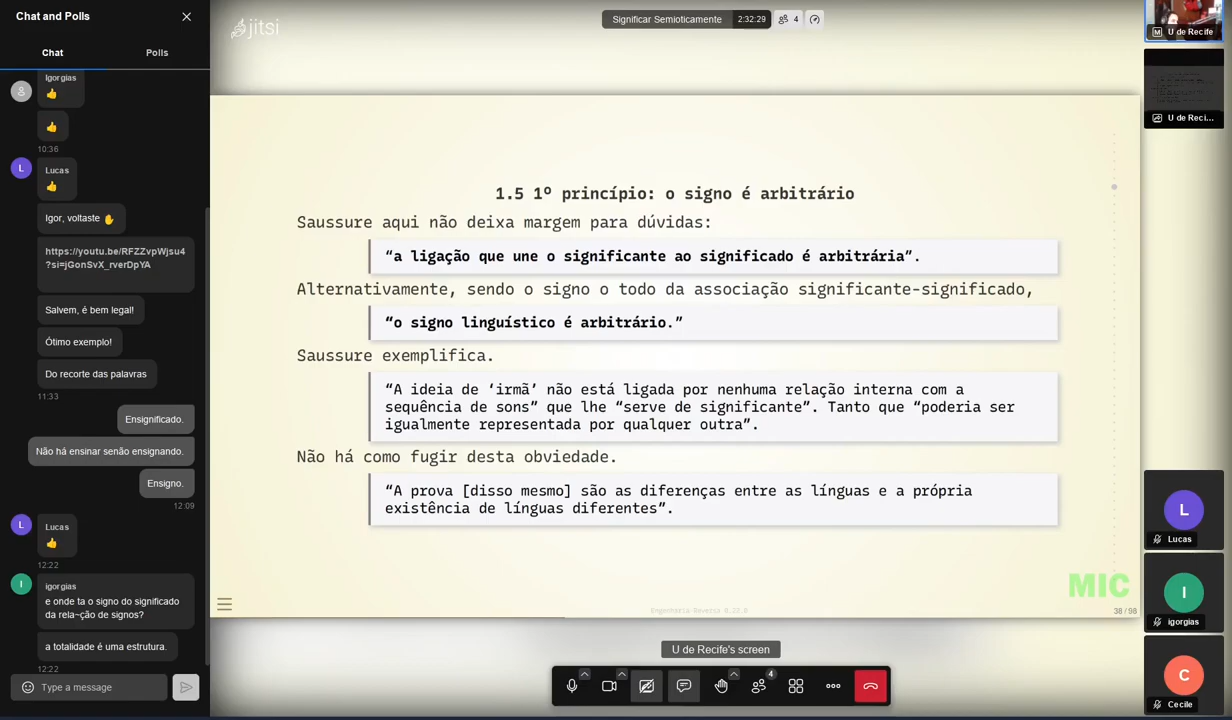 Chat and Polls
Chat
Polls
Igorgias
👍
👍
10:36
Lucas
L
👍
Igor, voltaste ✋
https://youtu.be/RFZZvpWjsu4
?si=jGonSvX_rverDpYA
Salvem, é bem legal!
Ótimo exemplo!
Do recorte das palavras
11:33
Ensignificado.
Não há ensinar senão ensignando.
Ensigno.
12:09
Lucas
L
👍
12:22
igorgias
I
e onde ta o signo do significado
da rela~ção de signos?
a totalidade é uma estrutura.
12:22
Type a message
jitsi
Significar Semioticamente
2:32:29
4
1.5 1º princípio: o signo é arbitrário
Saussure aqui não deixa margem para dúvidas:
“a ligação que une o significante ao significado é arbitrária”.
Alternativamente, sendo o signo o todo da associação significante-significado,
“o signo linguístico é arbitrário.”
Saussure exemplifica.
“A ideia de ‘irmã’ não está ligada por nenhuma relação interna com a
sequência de sons” que lhe “serve de significante”. Tanto que “poderia ser
igualmente representada por qualquer outra”.
Não há como fugir desta obviedade.
“A prova [disso mesmo] são as diferenças entre as línguas e a própria
existência de línguas diferentes”.
MIC
38 / 98
U de Recife's screen
4
M U de Recife
U de Reci...
L
Lucas
I
igorgias
C
Cecile